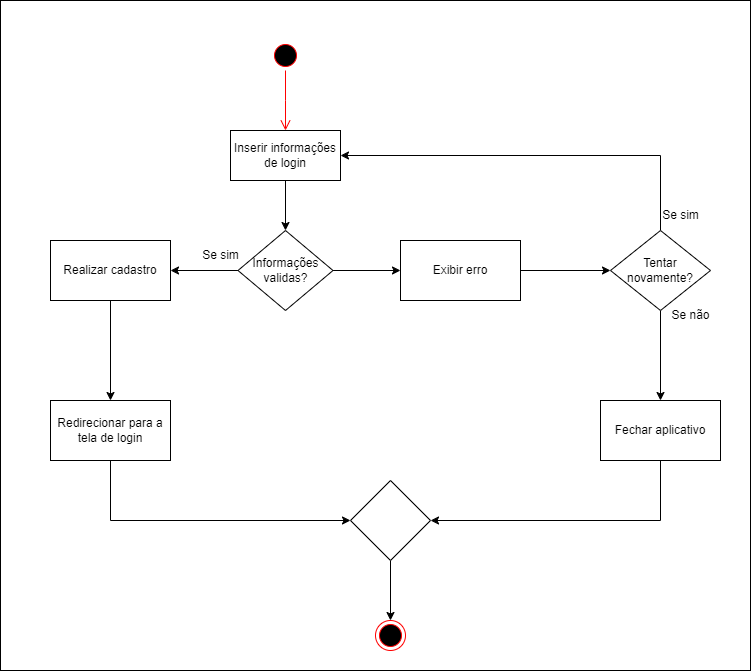 Inserir informações
de login
Se sim
Se sim
Realizar cadastro
Informações
validas?
Exibir erro
Tentar
novamente?
Se não
Redirecionar para a
tela de login
Fechar aplicativo